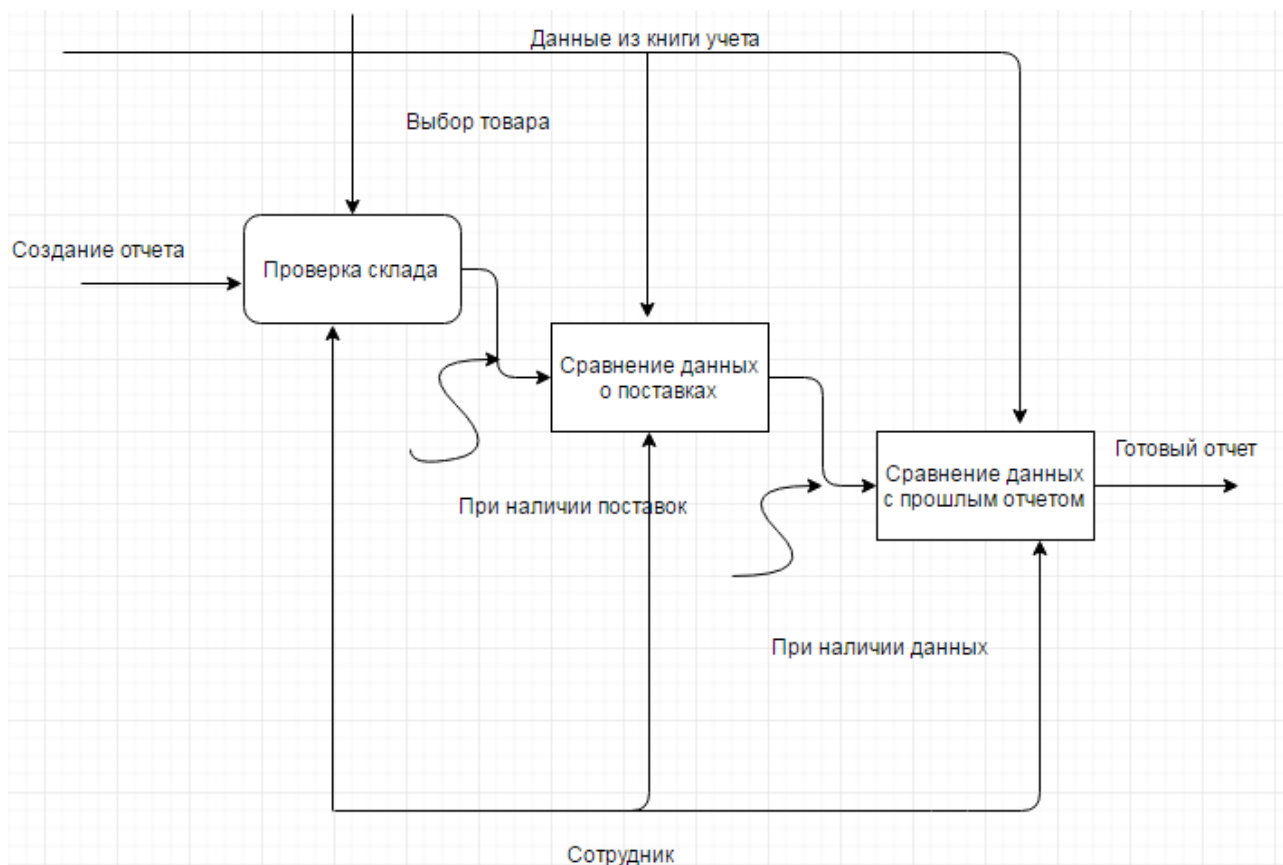 Данные из книги учета
Выбор товара
Создание отчета
Проверка склада
Сравнение данных
о поставках
Готовый отчет
Сравнение данных
с прошлым отчетом
При наличии поставок
При наличии данных
Сотрудник